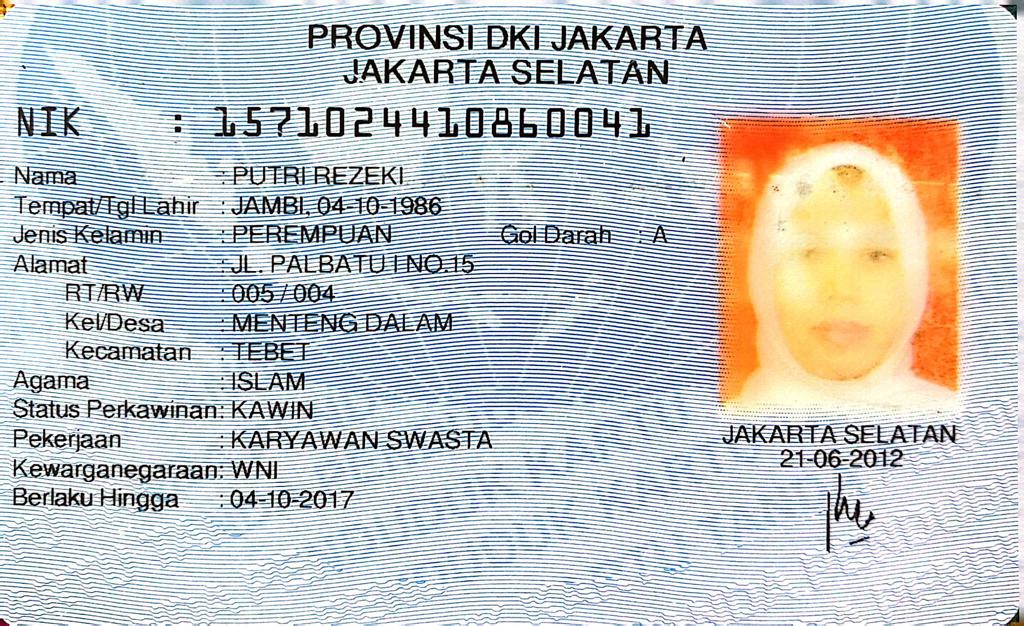 PROVINSI DKI JAKARTA
JAKARTA SELATAN
NIK : 1571024410860041
Nama : PUTRI REZEKI
Tempat/Tgl Lahir : JAMBI, 04-10-1986
Jenis Kelamin : PEREMPUAN Gol Darah : A
Alamat : JL. PALBATU I NO.15
RT/RW : 005 / 004
Kel/Desa : MENTENG DALAM
Kecamatan : TEBET
Agama : ISLAM
Status Perkawinan: KAWIN
Pekerjaan : KARYAWAN SWASTA
Kewarganegaraan: WNI
Berlaku Hingga : 04-10-2017
JAKARTA SELATAN
21-06-2012